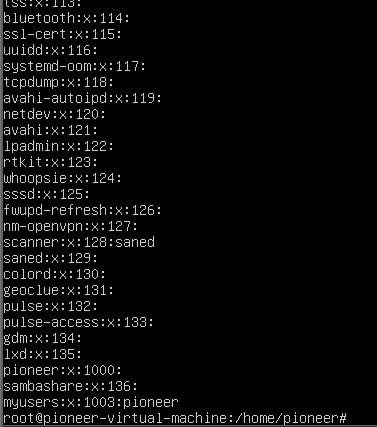 tss:x:113:
bluetooth:x:114:
ssl-cert:x:115:
uuidd:x:116:
systemd-oom:x:117:
tcpdump:x:118:
avahi-autoipd:x:119:
netdev:x:120:
avahi:x:121:
lpadmin:x:122:
rtkit:x:123:
whoopsie:x:124:
sssd:x:125:
fwupd-refresh:x:126:
nm-openvpn:x:127:
scanner:x:128:saned
saned:x:129:
colord:x:130:
geoclue:x:131:
pulse:x:132:
pulse-access:x:133:
gdm:x:134:
lxd:x:135:
pioneer:x:1000:
sambashare:x:136:
myusers:x:1003:pioneer
root@pioneer-virtual-machine:/home/pioneer#